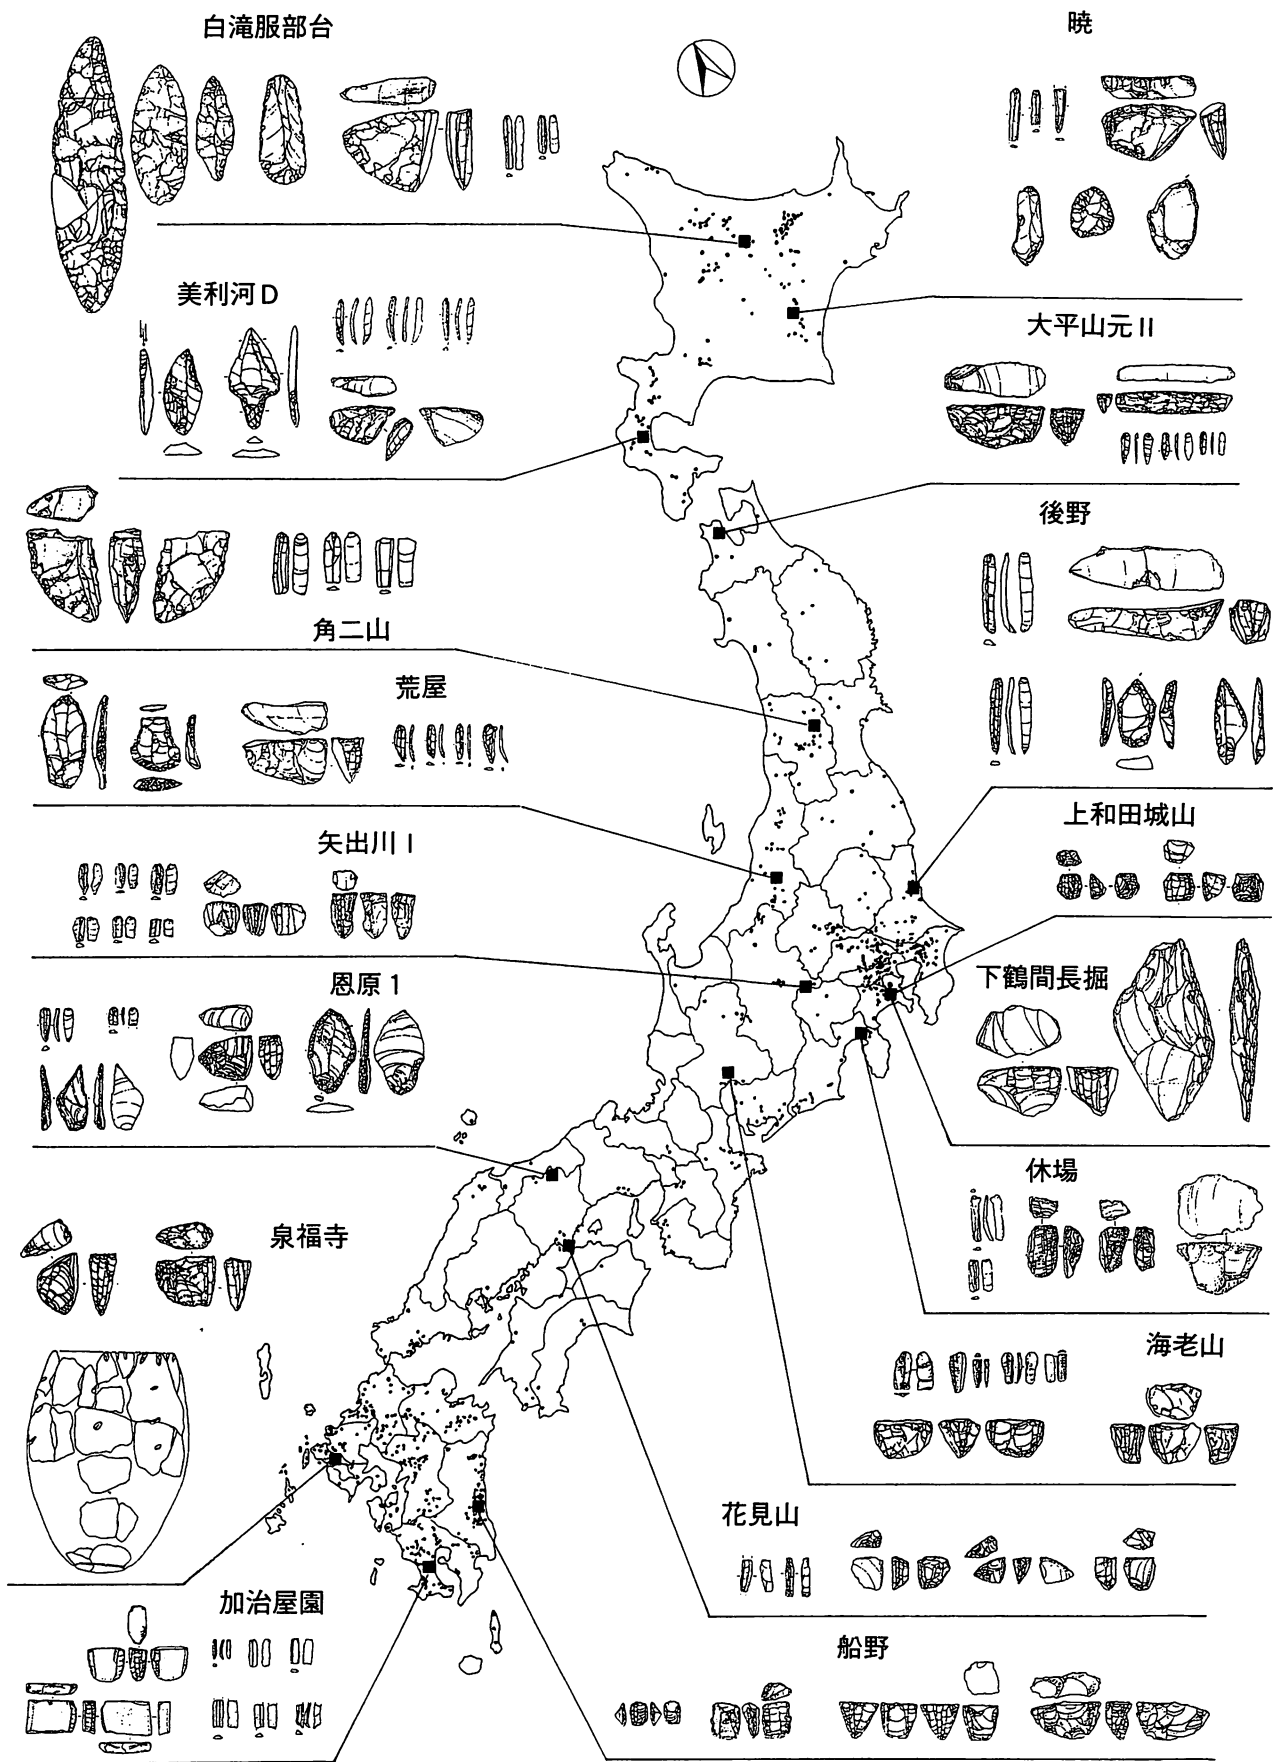 白滝服部台
暁
美利河D
大平山元II
後野
角二山
荒屋
上和田城山
矢出川I
下鶴間長掘
恩原1
休場
泉福寺
海老山
花見山
加治屋園
船野